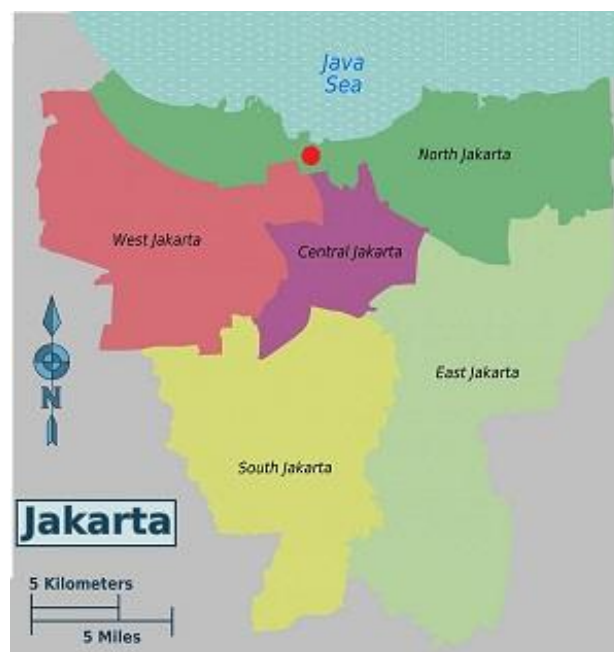 Java
Sea
North Jakarta
West Jakarta
Central Jakarta
East Jakarta
N
South Jakarta
Jakarta
5 Kilometers
5 Miles